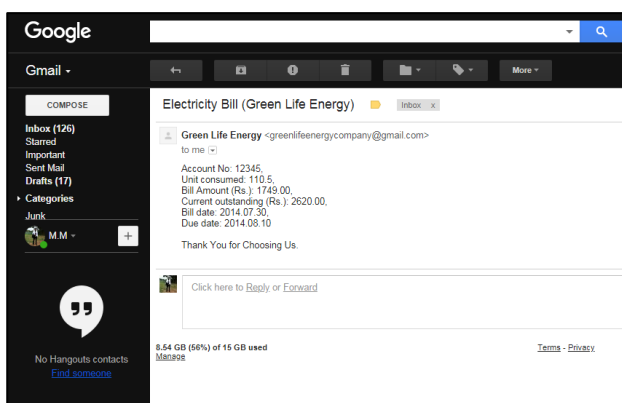 Google
Gmail
More
COMPOSE
Inbox (126)
Starred
Important
Sent Mail
Drafts (17)
Categories
Junk
M.M
+
No Hangouts contacts
Find someone
Electricity Bill (Green Life Energy)
Inbox x
Green Life Energy <greenlifeenergycompany@gmail.com>
to me
Account No: 12345,
Unit consumed: 110.5,
Bill Amount (Rs.): 1749.00,
Current outstanding (Rs.): 2620.00,
Bill date: 2014.07.30,
Due date: 2014.08.10
Thank You for Choosing Us.
Click here to Reply or Forward
8.54 GB (56%) of 15 GB used
Manage
Terms - Privacy